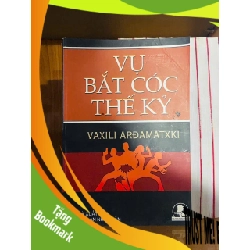 VỤ
BẮT CÓC
THẾ KỶ
VAXILI ARĐAMATXKI
Tặng
Bookmark